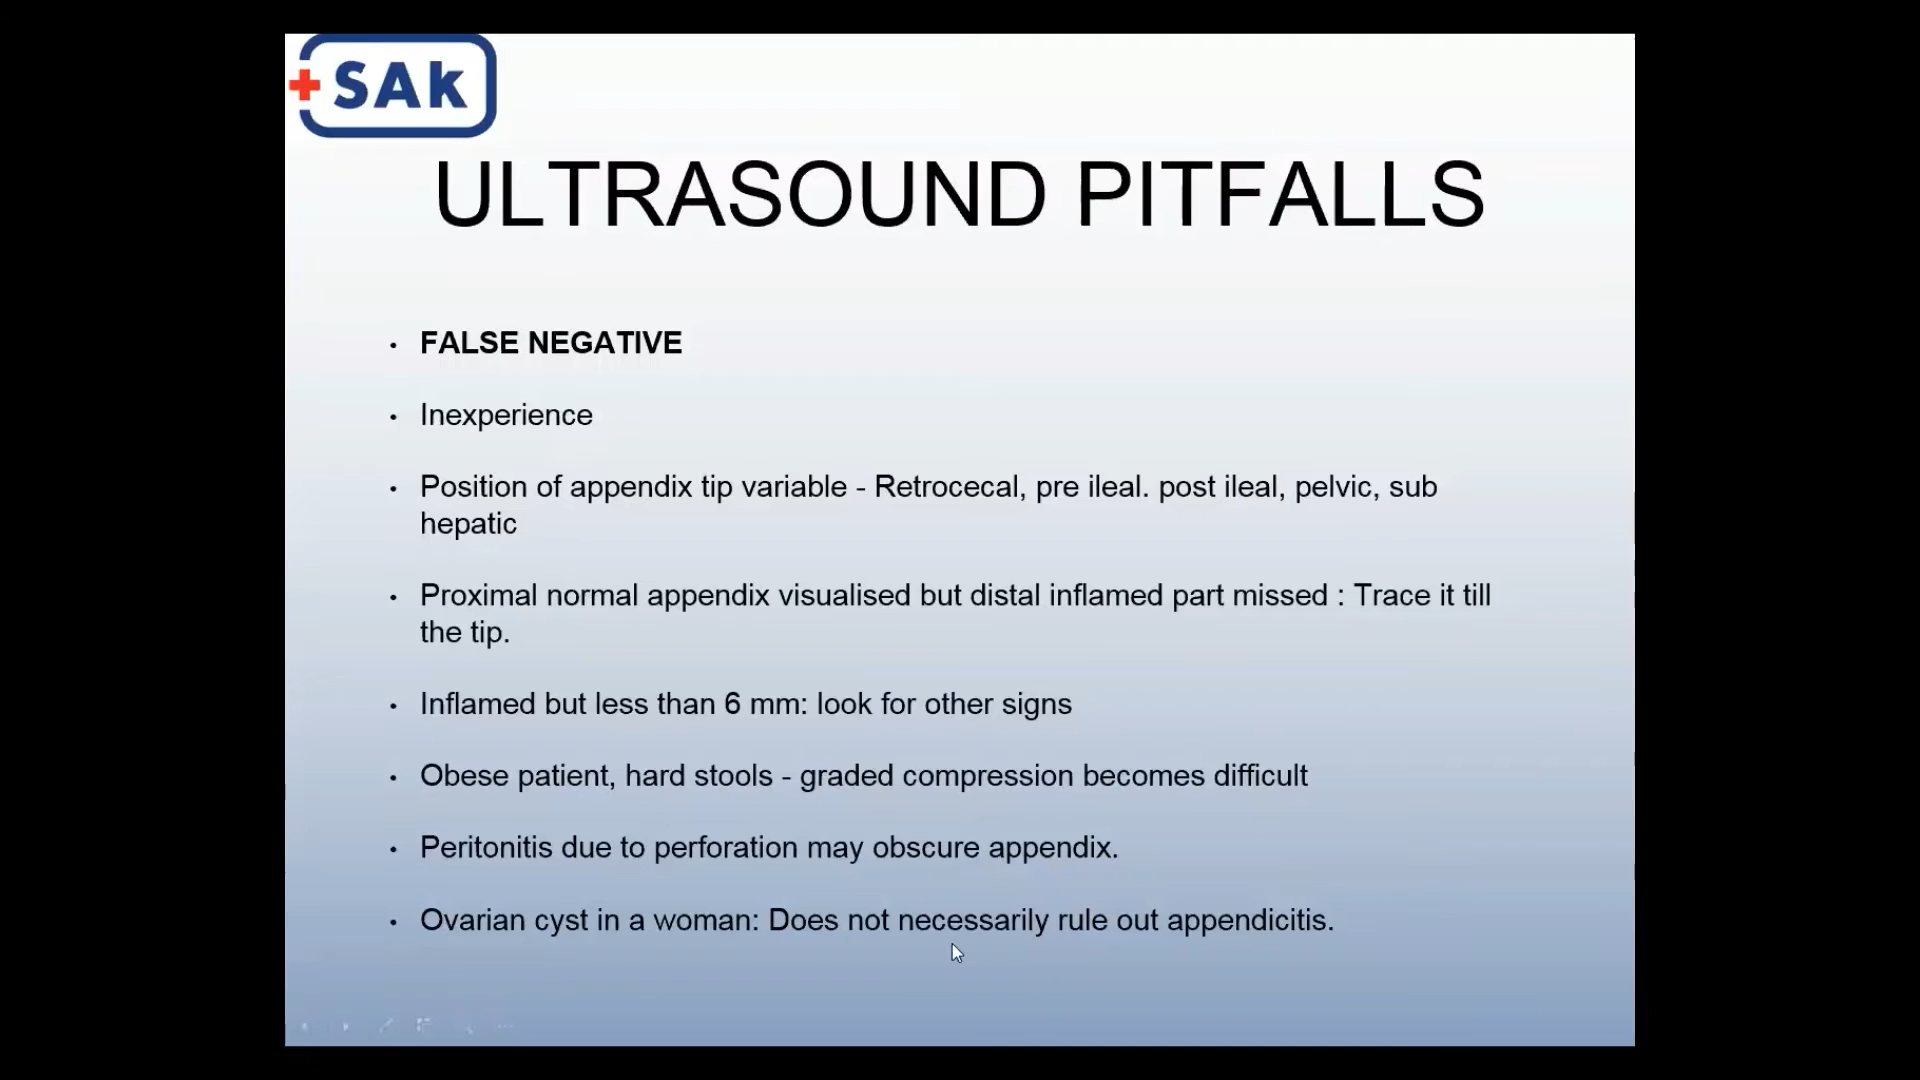 SAk
ULTRASOUND PITFALLS
• FALSE NEGATIVE
• Inexperience
• Position of appendix tip variable - Retrocecal, pre ileal. post ileal, pelvic, sub
hepatic
• Proximal normal appendix visualised but distal inflamed part missed : Trace it till
the tip.
• Inflamed but less than 6 mm: look for other signs
• Obese patient, hard stools - graded compression becomes difficult
• Peritonitis due to perforation may obscure appendix.
• Ovarian cyst in a woman: Does not necessarily rule out appendicitis.